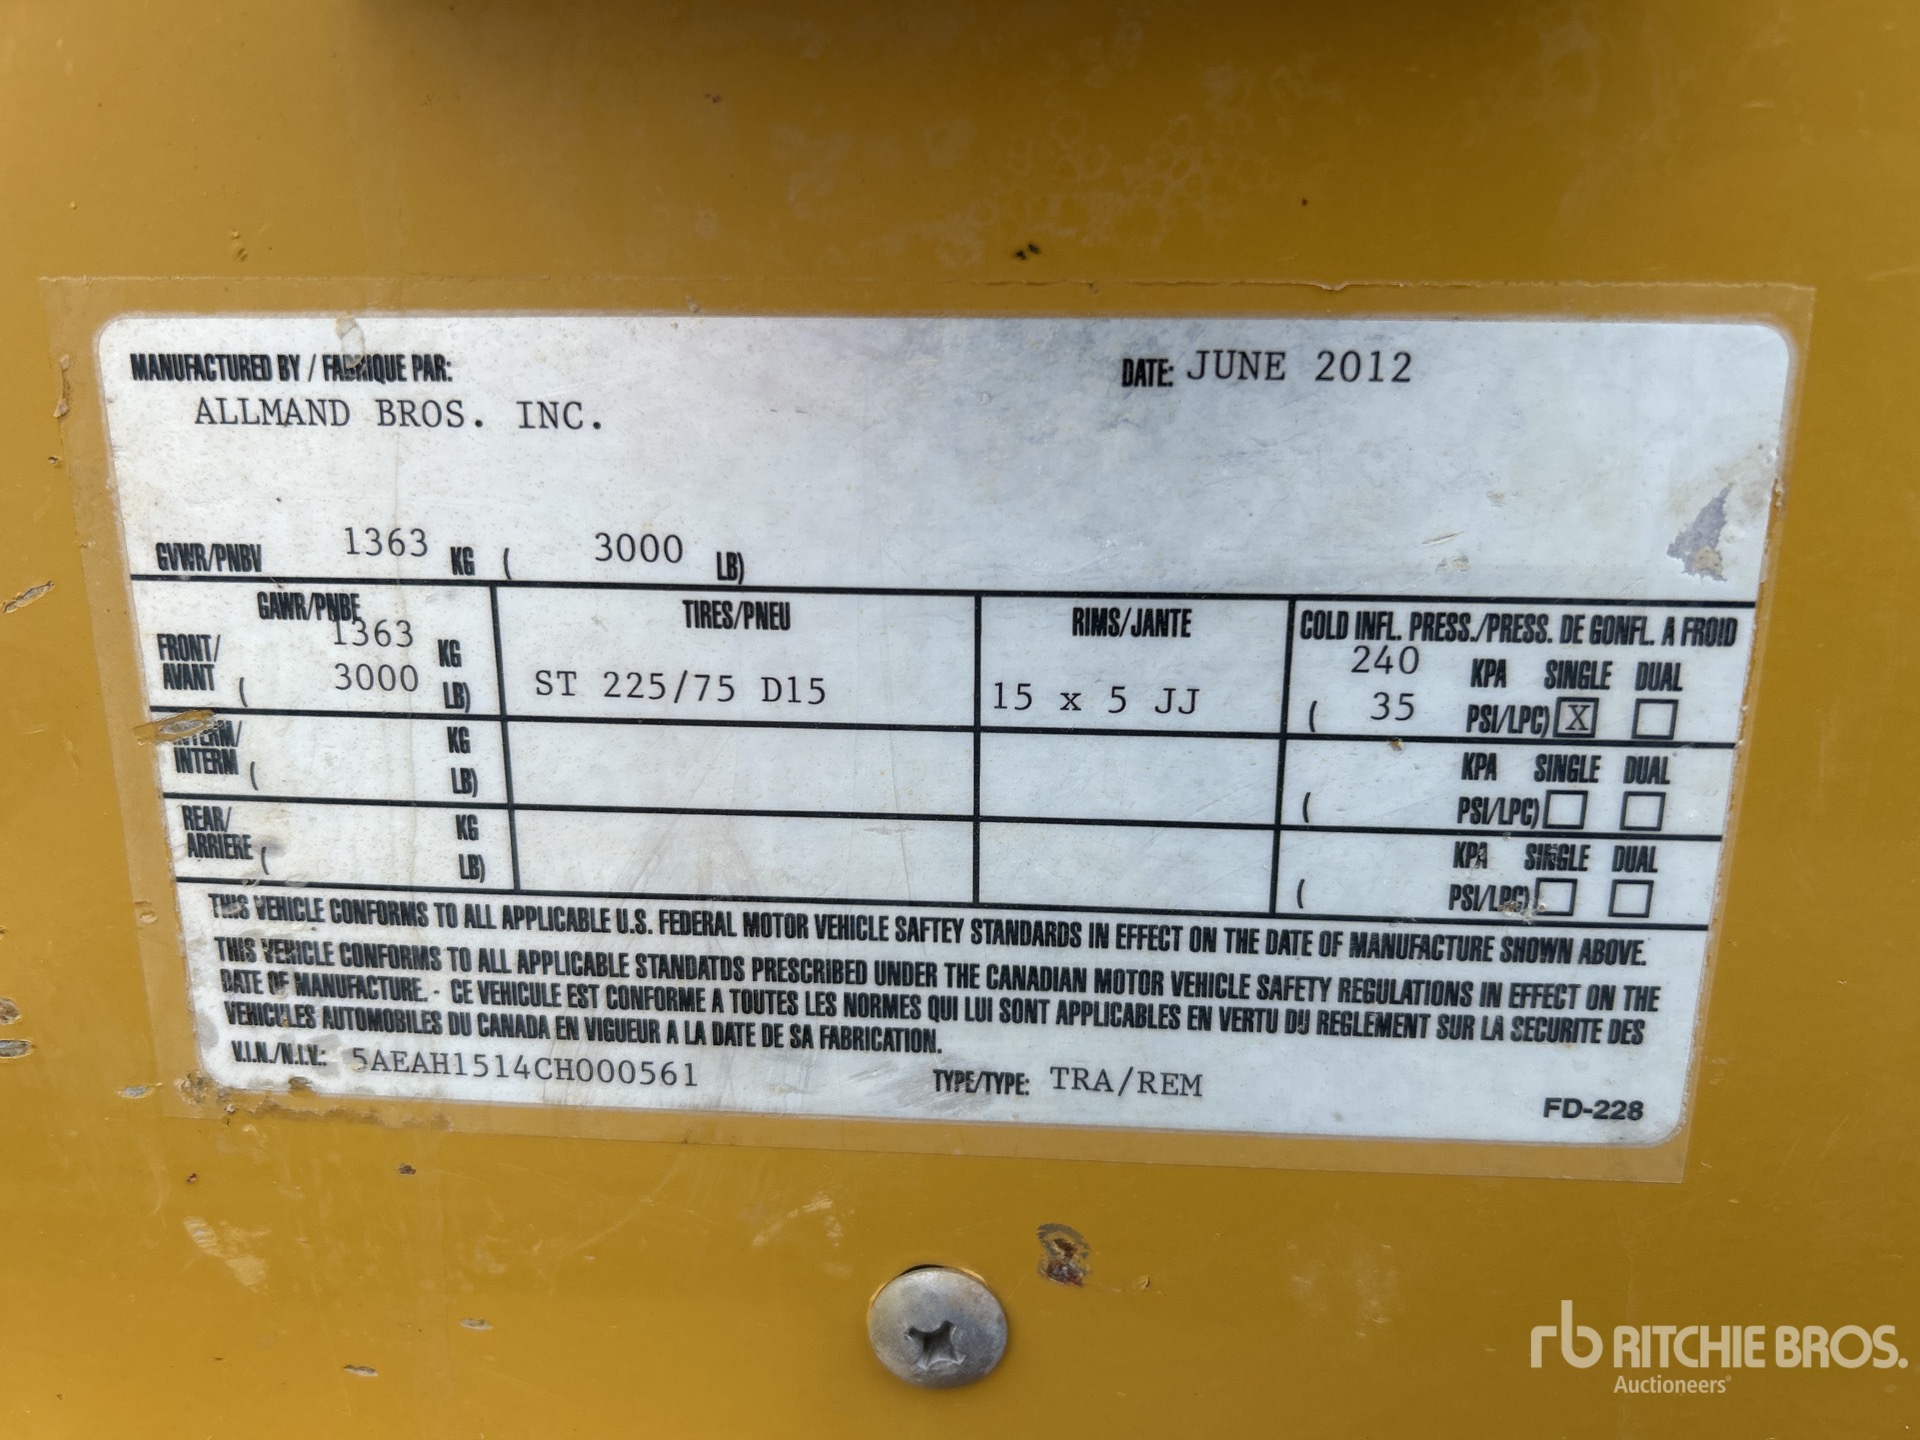 MANUFACTURED BY / FABRIQUE PAR: DATE: JUNE 2012
ALLMAND BROS. INC.
GVWR/PNBV 1363 KG ( 3000 LB)
GAWR/PNBE TIRES/PNEU RIMS/JANTE COLD INFL. PRESS./PRESS. DE GONFL. A FROID
FRONT/ 1363 KG 240 KPA SINGLE DUAL
AVANT ( 3000 LB) ST 225/75 D15 15 x 5 JJ ( 35 PSI/LPC) X
INTERM/ KG KPA SINGLE DUAL
INTERM ( LB) ( PSI/LPC)
REAR/ KG KPA SINGLE DUAL
ARRIERE ( LB) ( PSI/LPC)
THIS VEHICLE CONFORMS TO ALL APPLICABLE U.S. FEDERAL MOTOR VEHICLE SAFTEY STANDARDS IN EFFECT ON THE DATE OF MANUFACTURE SHOWN ABOVE.
THIS VEHICLE CONFORMS TO ALL APPLICABLE STANDATDS PRESCRIBED UNDER THE CANADIAN MOTOR VEHICLE SAFETY REGULATIONS IN EFFECT ON THE
DATE OF MANUFACTURE. - CE VEHICULE EST CONFORME A TOUTES LES NORMES QUI LUI SONT APPLICABLES EN VERTU DU REGLEMENT SUR LA SECURITE DES
VEHICULES AUTOMOBILES DU CANADA EN VIGUEUR A LA DATE DE SA FABRICATION.
V.I.N./N.I.V.: 5AEAH1514CH000561 TYPE/TYPE: TRA/REM
FD-228
rb RITCHIE BROS.
Auctioneers